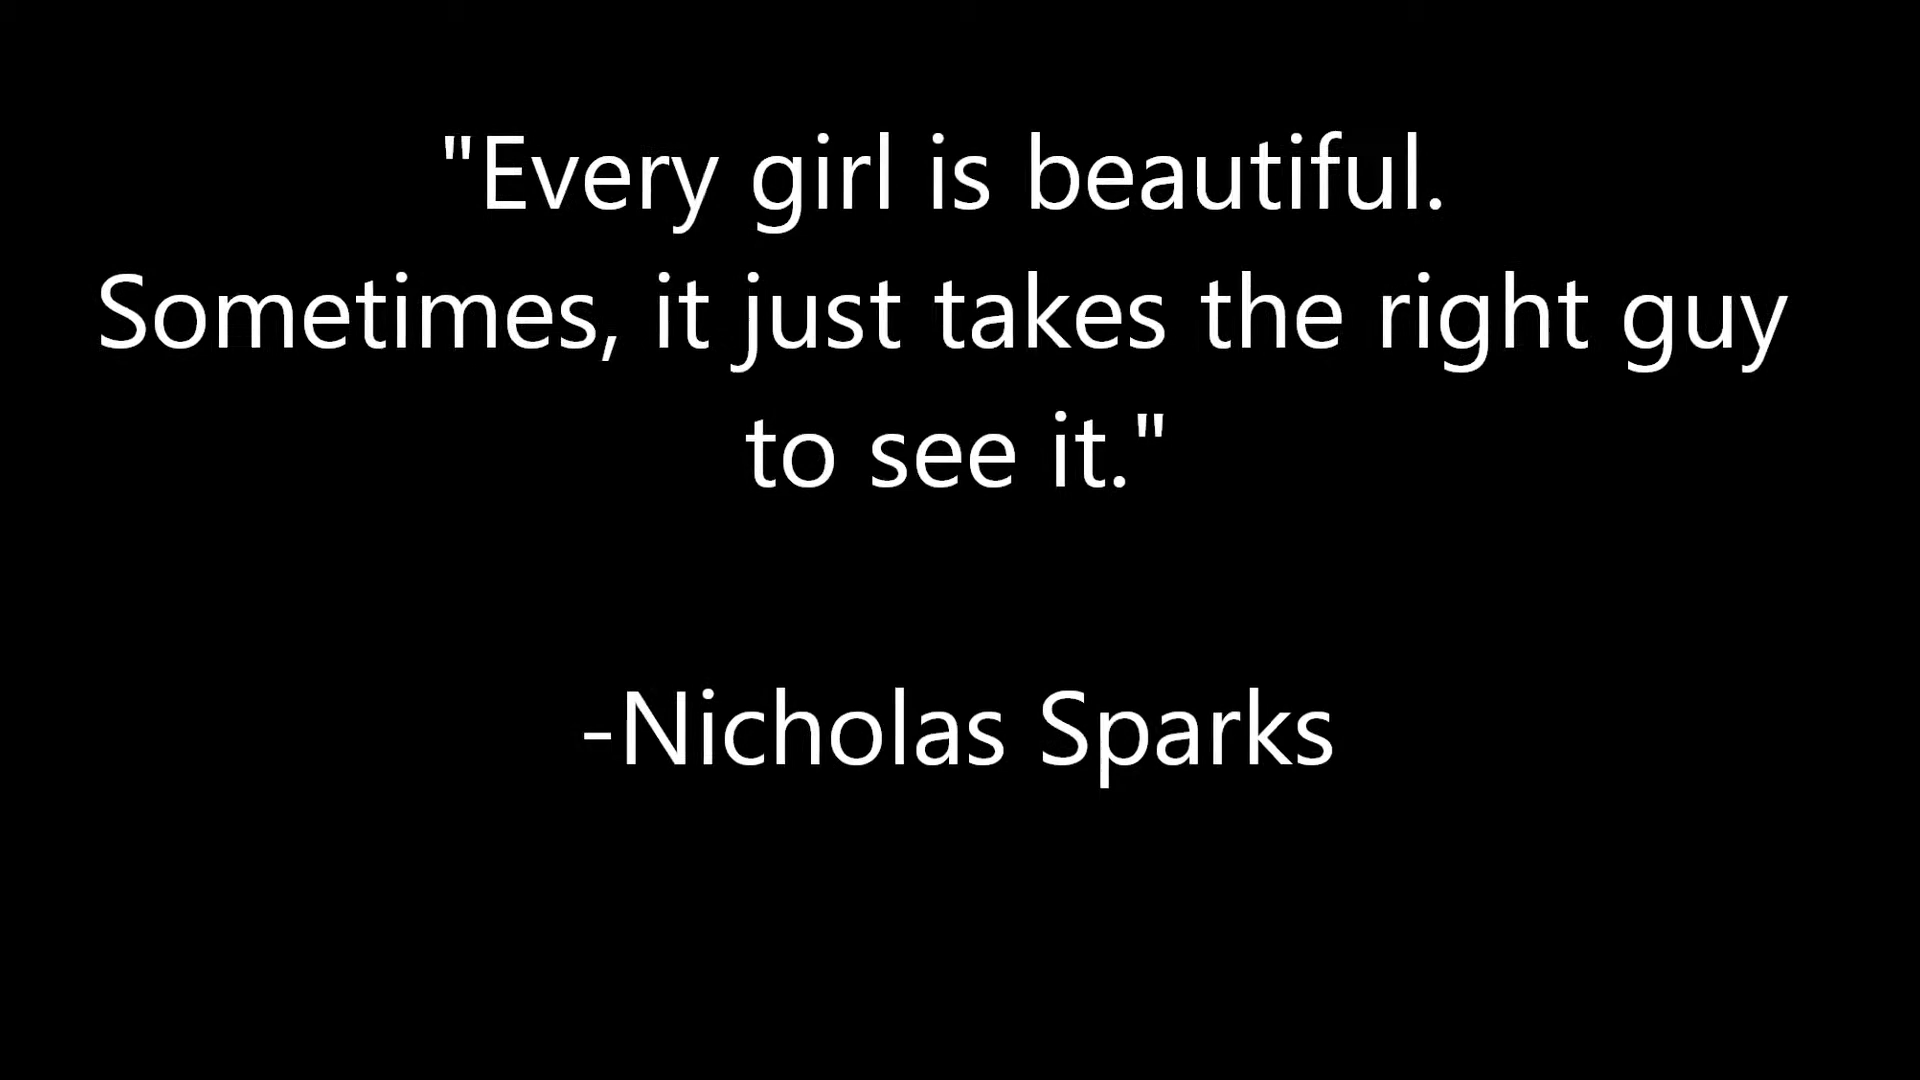 "Every girl is beautiful.
Sometimes, it just takes the right guy
to see it."
-Nicholas Sparks